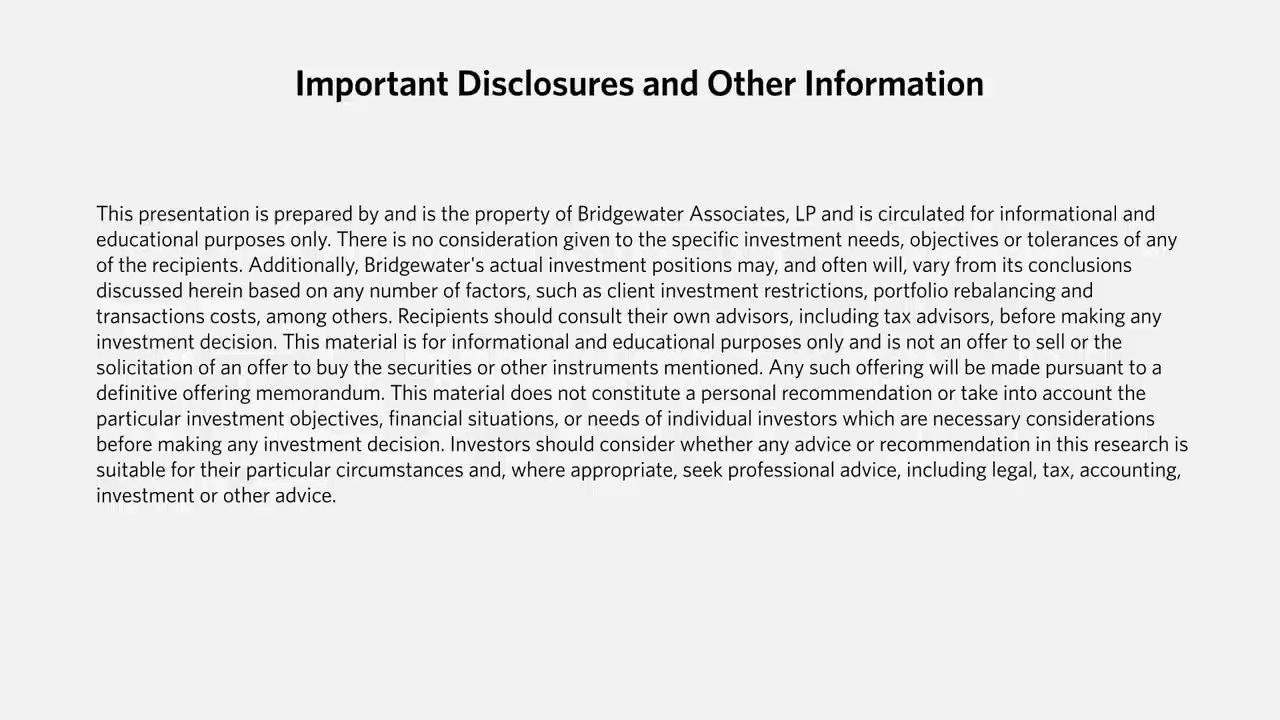 Important Disclosures and Other Information
This presentation is prepared by and is the property of Bridgewater Associates, LP and is circulated for informational and
educational purposes only. There is no consideration given to the specific investment needs, objectives or tolerances of any
of the recipients. Additionally, Bridgewater's actual investment positions may, and often will, vary from its conclusions
discussed herein based on any number of factors, such as client investment restrictions, portfolio rebalancing and
transactions costs, among others. Recipients should consult their own advisors, including tax advisors, before making any
investment decision. This material is for informational and educational purposes only and is not an offer to sell or the
solicitation of an offer to buy the securities or other instruments mentioned. Any such offering will be made pursuant to a
definitive offering memorandum. This material does not constitute a personal recommendation or take into account the
particular investment objectives, financial situations, or needs of individual investors which are necessary considerations
before making any investment decision. Investors should consider whether any advice or recommendation in this research is
suitable for their particular circumstances and, where appropriate, seek professional advice, including legal, tax, accounting,
investment or other advice.